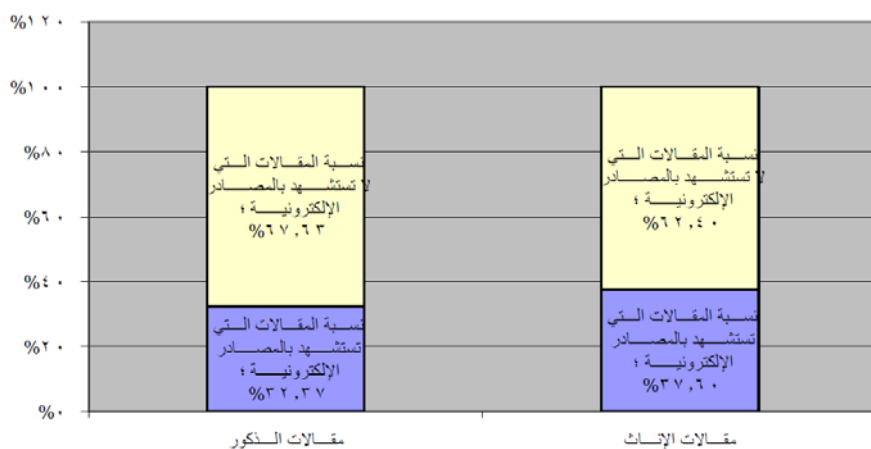 %١٢٠
%١٠٠
%٨٠
%٦٠
%٤٠
%٢٠
%٠
نسبة المقالات التي
لا تستشهد بالمصادر
الإلكترونية ؛
%٦٧,٦٣
نسبة المقالات التي
تستشهد بالمصادر
الإلكترونية ؛
%٣٢,٣٧
نسبة المقالات التي
لا تستشهد بالمصادر
الإلكترونية ؛
%٦٢,٤٠
نسبة المقالات التي
تستشهد بالمصادر
الإلكترونية ؛
%٣٧,٦٠
مقالات الذكور
مقالات الإناث